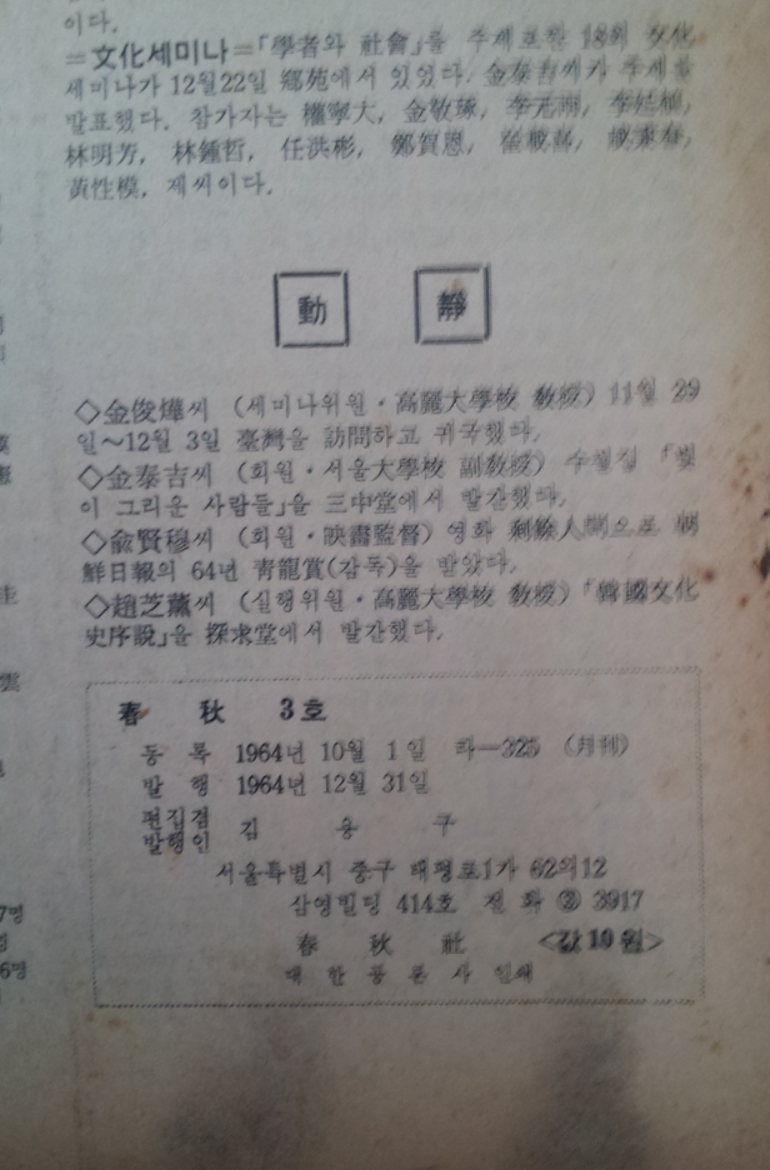 이다.
=文化세미나=「學者와 社會」를 주제로한 18회 文化
세미나가 12월22일 鄕苑에서 있었다. 金泰吉씨가 주제를
발표했다. 참가자는 權寧大, 金敬琢, 李元雨, 李廷植,
林明芳, 林鍾哲, 任洪彬, 鄭賀恩, 崔載喜,
黃性模, 제씨이다.
動 靜
◇金俊燁씨 (세미나위원・高麗大學校 敎授) 11월 29
일～12월 3일 臺灣을 訪問하고 귀국했다.
◇金泰吉씨 (회원・서울大學校 副敎授) 수필집 「빛
이 그리운 사람들」을 三中堂에서 발간했다.
◇兪賢穆씨 (회원・映畵監督) 영화 剩餘人間으로 朝
鮮日報의 64년 靑龍賞(감독)을 받았다.
◇趙芝薰씨 (실행위원・高麗大學校 敎授) 「韓國文化
史序說」을 探求堂에서 발간했다.
春 秋 3호
등 록 1964년 10월 1일 라—325 (月刊)
발 행 1964년 12월 31일
편집겸
발행인 김 용 구
서울특별시 중구 태평로1가 62의12
삼영빌딩 414호 전 화 ② 3917
春 秋 社 <값 10 원>
대 한 공 론 사 인쇄
圭
雲
7명
명
6명